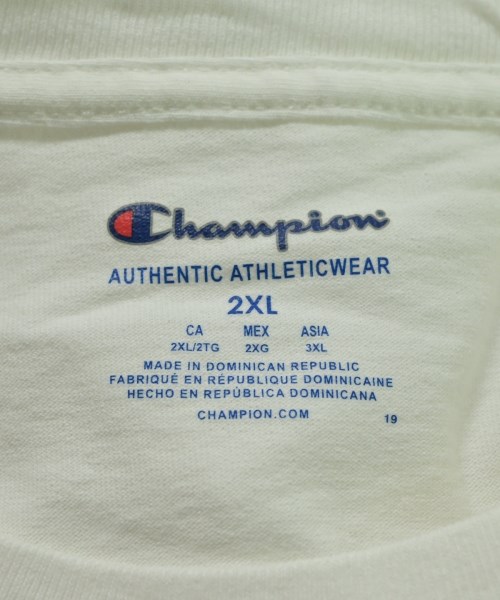 Champion
AUTHENTIC ATHLETICWEAR
2XL
CA MEX ASIA
2XL/2TG 2XG 3XL
MADE IN DOMINICAN REPUBLIC
FABRIQUÉ EN RÉPUBLIQUE DOMINICAINE
HECHO EN REPÚBLICA DOMINICANA
CHAMPION.COM 19